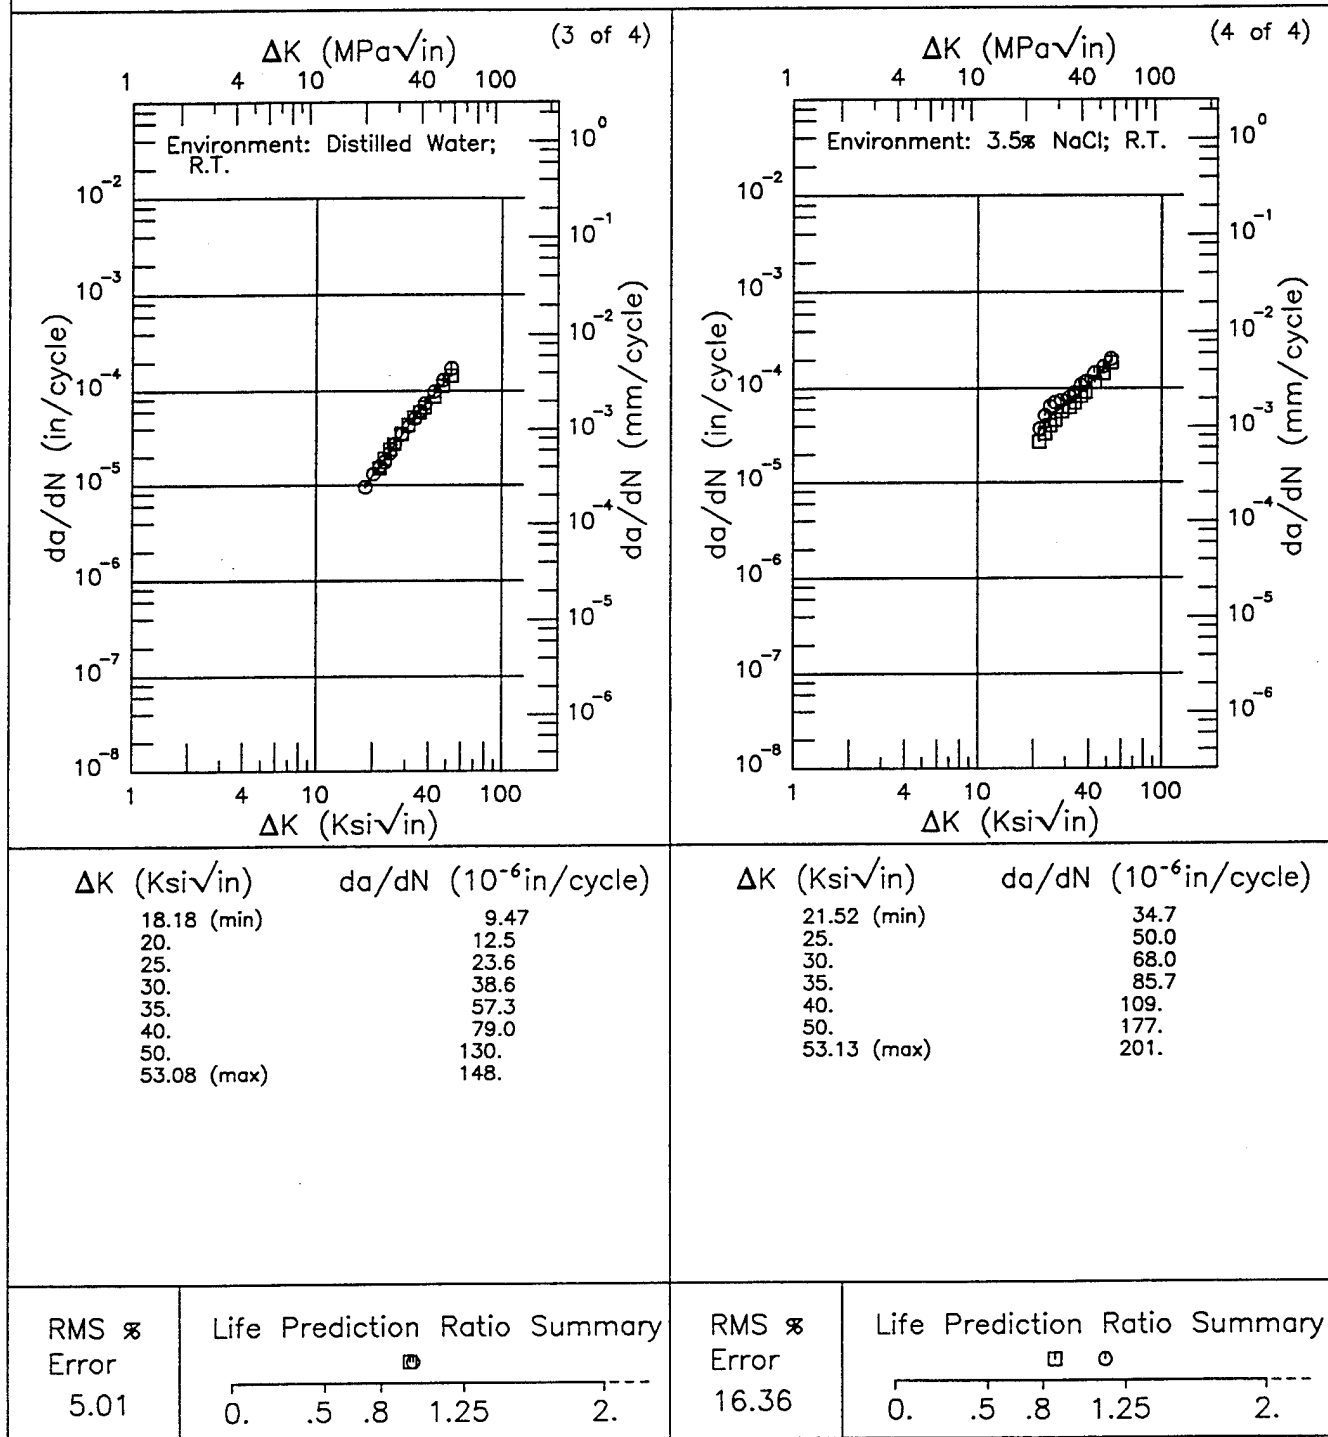 (3 of 4)
ΔK (MPa√in)
1 4 10 40 100
Environment: Distilled Water;
R.T.
10⁰
10⁻²
10⁻¹
10⁻³
10⁻²
10⁻⁴
10⁻³
10⁻⁵
10⁻⁴
10⁻⁶
10⁻⁵
10⁻⁷
10⁻⁶
10⁻⁸
da/dN (in/cycle)
da/dN (mm/cycle)
1 4 10 40 100
ΔK (Ksi√in)
ΔK (Ksi√in) da/dN (10⁻⁶in/cycle)
18.18 (min) 9.47
20. 12.5
25. 23.6
30. 38.6
35. 57.3
40. 79.0
50. 130.
53.08 (max) 148.
RMS %
Error
5.01
Life Prediction Ratio Summary
0. .5 .8 1.25 2.
(4 of 4)
ΔK (MPa√in)
1 4 10 40 100
Environment: 3.5% NaCl; R.T.
10⁰
10⁻²
10⁻¹
10⁻³
10⁻²
10⁻⁴
10⁻³
10⁻⁵
10⁻⁴
10⁻⁶
10⁻⁵
10⁻⁷
10⁻⁶
10⁻⁸
da/dN (in/cycle)
da/dN (mm/cycle)
1 4 10 40 100
ΔK (Ksi√in)
ΔK (Ksi√in) da/dN (10⁻⁶in/cycle)
21.52 (min) 34.7
25. 50.0
30. 68.0
35. 85.7
40. 109.
50. 177.
53.13 (max) 201.
RMS %
Error
16.36
Life Prediction Ratio Summary
0. .5 .8 1.25 2.